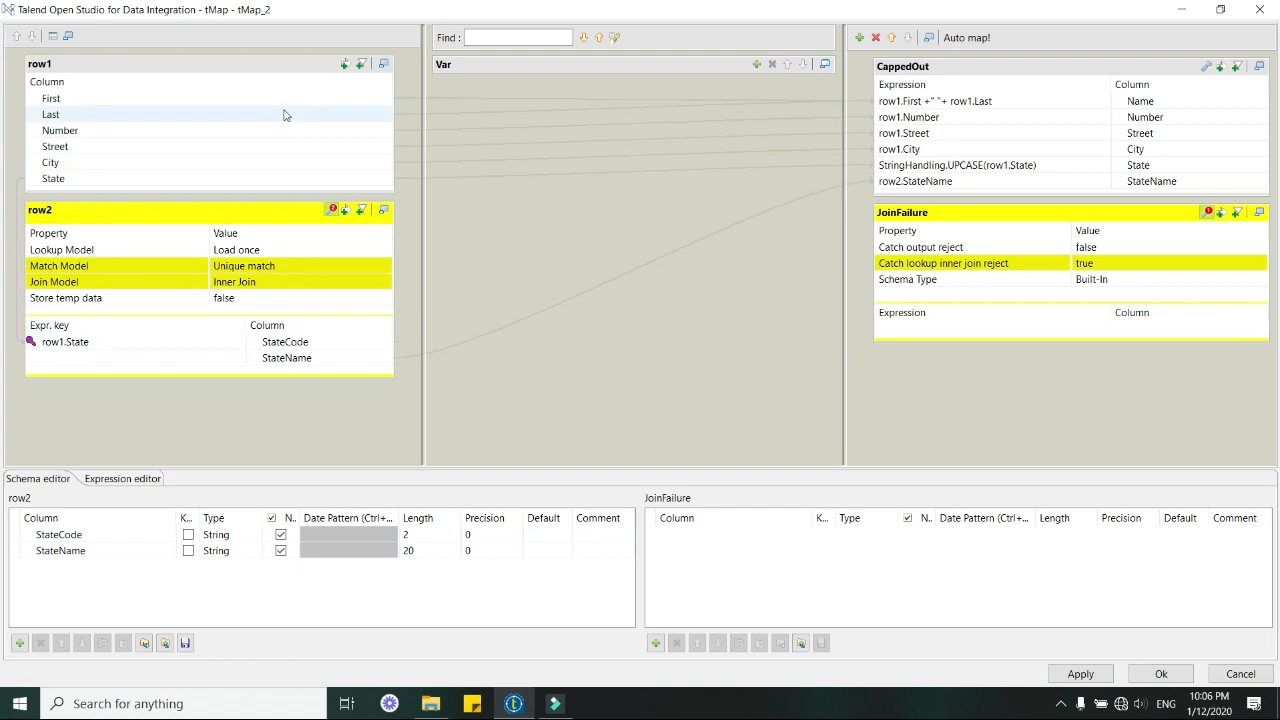 Talend Open Studio for Data Integration - tMap - tMap_2
Find :
Auto map!
row1
Column
First
Last
Number
Street
City
State
row2
Property Value
Lookup Model Load once
Match Model Unique match
Join Model Inner Join
Store temp data false
Expr. key Column
row1.State StateCode
StateName
Var
CappedOut
Expression Column
row1.First +" "+ row1.Last Name
row1.Number Number
row1.Street Street
row1.City City
StringHandling.UPCASE(row1.State) State
row2.StateName StateName
JoinFailure
Property Value
Catch output reject false
Catch lookup inner join reject true
Schema Type Built-In
Expression Column
Schema editor Expression editor
row2
Column K... Type N.. Date Pattern (Ctrl+... Length Precision Default Comment
StateCode String 2 0
StateName String 20 0
JoinFailure
Column K... Type N.. Date Pattern (Ctrl+... Length Precision Default Comment
Apply Ok Cancel
Search for anything
ENG
10:06 PM
1/12/2020